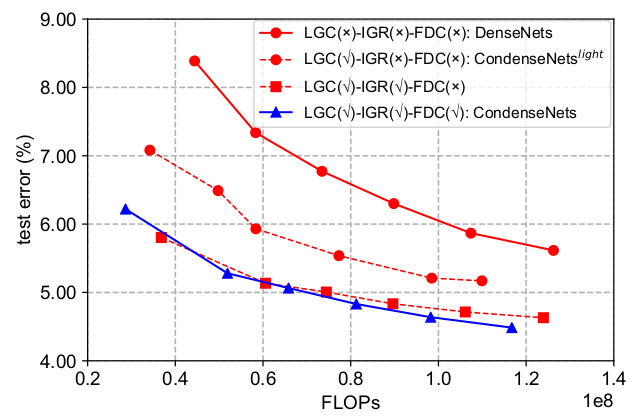 9.00
8.00
7.00
6.00
5.00
4.00
test error (%)
LGC(×)-IGR(×)-FDC(×): DenseNets
LGC(√)-IGR(×)-FDC(×): CondenseNets^light
LGC(√)-IGR(√)-FDC(×)
LGC(√)-IGR(√)-FDC(√): CondenseNets
0.2 0.4 0.6 0.8 1.0 1.2 1.4
FLOPs
1e8